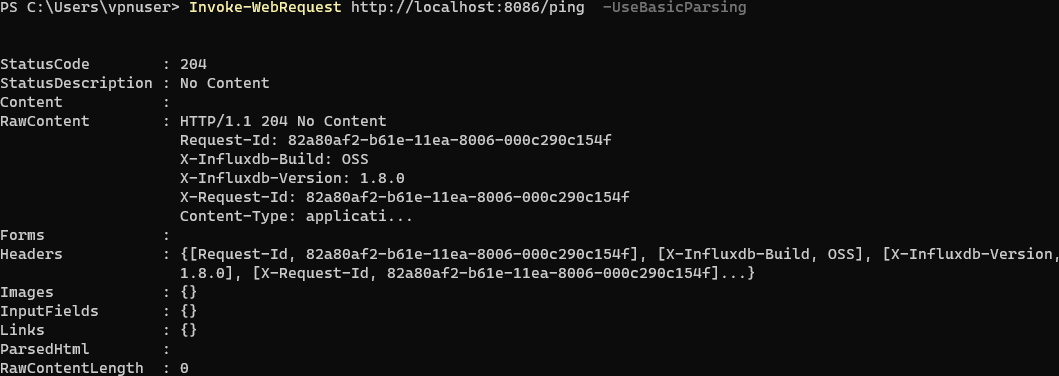 PS C:\Users\vpnuser> Invoke-WebRequest http://localhost:8086/ping  -UseBasicParsing
StatusCode        : 204
StatusDescription : No Content
Content           :
RawContent        : HTTP/1.1 204 No Content
                    Request-Id: 82a80af2-b61e-11ea-8006-000c290c154f
                    X-Influxdb-Build: OSS
                    X-Influxdb-Version: 1.8.0
                    X-Request-Id: 82a80af2-b61e-11ea-8006-000c290c154f
                    Content-Type: applicati...
Forms             :
Headers           : {[Request-Id, 82a80af2-b61e-11ea-8006-000c290c154f], [X-Influxdb-Build, OSS], [X-Influxdb-Version,
                    1.8.0], [X-Request-Id, 82a80af2-b61e-11ea-8006-000c290c154f]...}
Images            : {}
InputFields       : {}
Links             : {}
ParsedHtml        :
RawContentLength  : 0